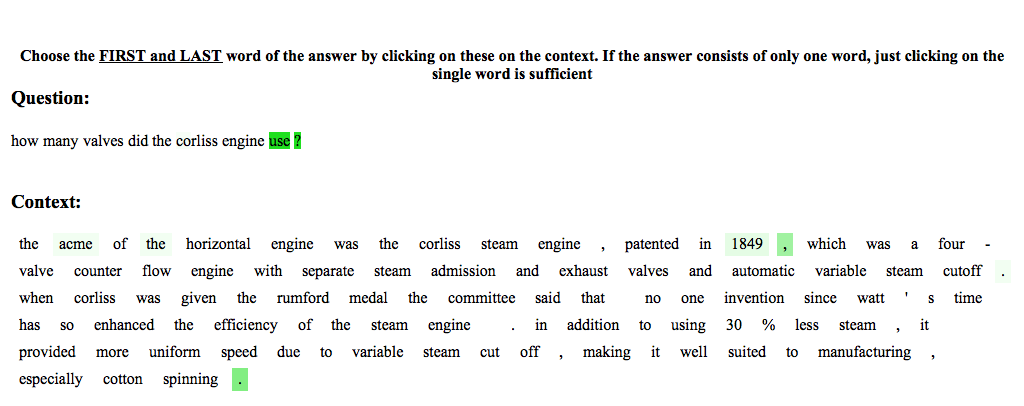 Choose the FIRST and LAST word of the answer by clicking on these on the context. If the answer consists of only one word, just clicking on the
single word is sufficient
Question:
how many valves did the corliss engine use ?
Context:
the acme of the horizontal engine was the corliss steam engine , patented in 1849 , which was a four -
valve counter flow engine with separate steam admission and exhaust valves and automatic variable steam cutoff .
when corliss was given the rumford medal the committee said that no one invention since watt ' s time
has so enhanced the efficiency of the steam engine . in addition to using 30 % less steam , it
provided more uniform speed due to variable steam cut off , making it well suited to manufacturing ,
especially cotton spinning .